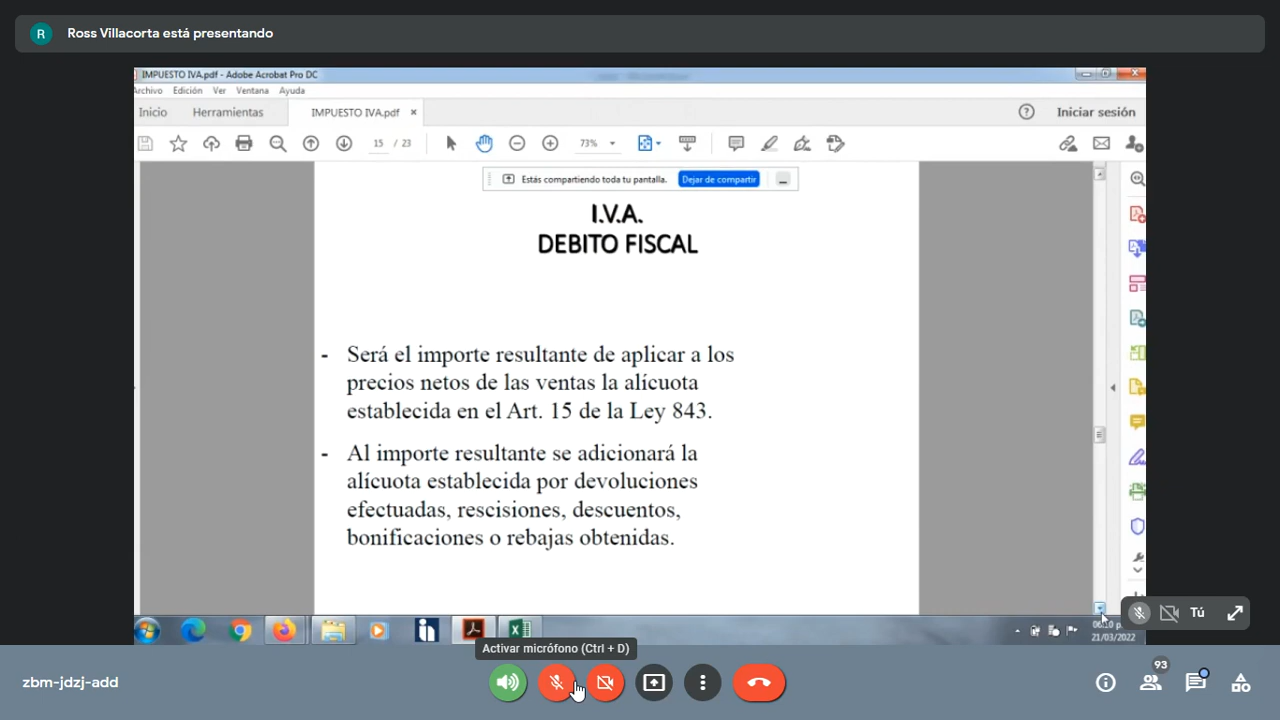 R Ross Villacorta está presentando
IMPUESTO IVA.pdf - Adobe Acrobat Pro DC
Archivo Edición Ver Ventana Ayuda
Inicio Herramientas IMPUESTO IVA.pdf × Iniciar sesión
15 / 23 73%
Estás compartiendo toda tu pantalla. Dejar de compartir
I.V.A.
DEBITO FISCAL
- Será el importe resultante de aplicar a los
precios netos de las ventas la alícuota
establecida en el Art. 15 de la Ley 843.
- Al importe resultante se adicionará la
alícuota establecida por devoluciones
efectuadas, rescisiones, descuentos,
bonificaciones o rebajas obtenidas.
Tú
21/03/2022
Activar micrófono (Ctrl + D)
zbm-jdzj-add
93